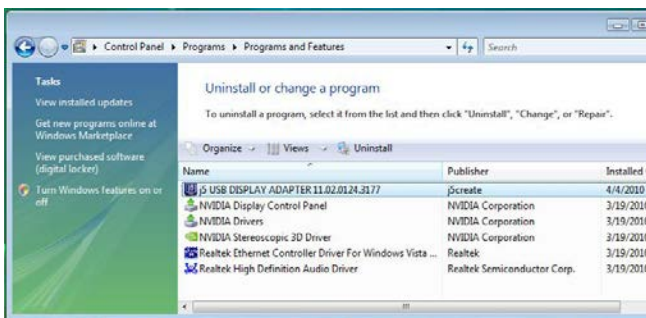 Control Panel ▸ Programs ▸ Programs and Features
Search
Tasks
View installed updates
Get new programs online at
Windows Marketplace
View purchased software
(digital locker)
Turn Windows features on or
off
Uninstall or change a program
To uninstall a program, select it from the list and then click "Uninstall", "Change", or "Repair".
Organize Views Uninstall
Name Publisher Installed
j5 USB DISPLAY ADAPTER 11.02.0124.3177 j5create 4/4/2010
NVIDIA Display Control Panel NVIDIA Corporation 3/19/2010
NVIDIA Drivers NVIDIA Corporation 3/19/2010
NVIDIA Stereoscopic 3D Driver NVIDIA Corporation 3/19/2010
Realtek Ethernet Controller Driver For Windows Vista ... Realtek 3/19/2010
Realtek High Definition Audio Driver Realtek Semiconductor Corp. 3/19/2010